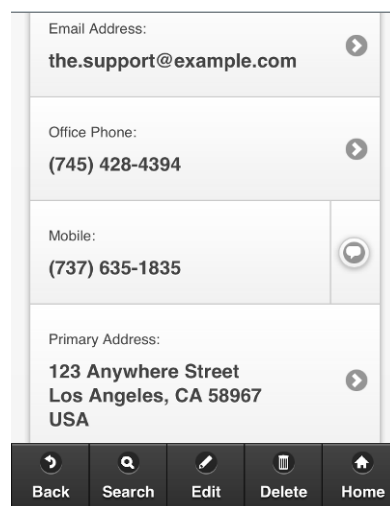 Email Address:
the.support@example.com
Office Phone:
(745) 428-4394
Mobile:
(737) 635-1835
Primary Address:
123 Anywhere Street
Los Angeles, CA 58967
USA
Back Search Edit Delete Home